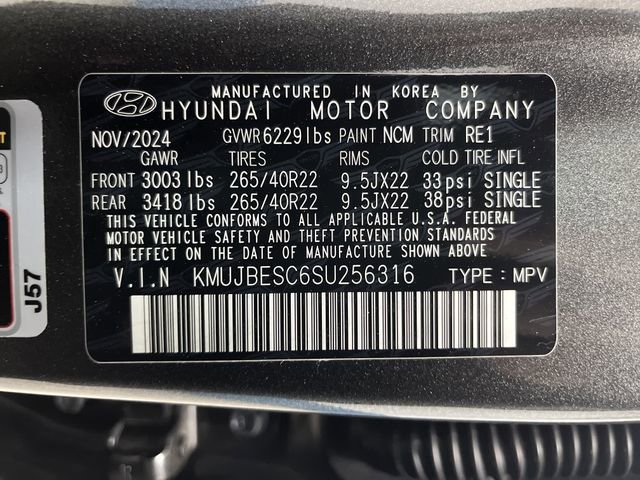 MANUFACTURED IN KOREA BY
HYUNDAI MOTOR COMPANY
NOV/2024 GVWR 6229 lbs PAINT NCM TRIM RE1
GAWR TIRES RIMS COLD TIRE INFL
FRONT 3003 lbs 265/40R22 9.5JX22 33psi SINGLE
REAR 3418 lbs 265/40R22 9.5JX22 38psi SINGLE
THIS VEHICLE CONFORMS TO ALL APPLICABLE U.S.A. FEDERAL
MOTOR VEHICLE SAFETY AND THEFT PREVENTION STANDARDS
IN EFFECT ON THE DATE OF MANUFACTURE SHOWN ABOVE.
V.I.N KMUJBESC6SU256316 TYPE : MPV
J57